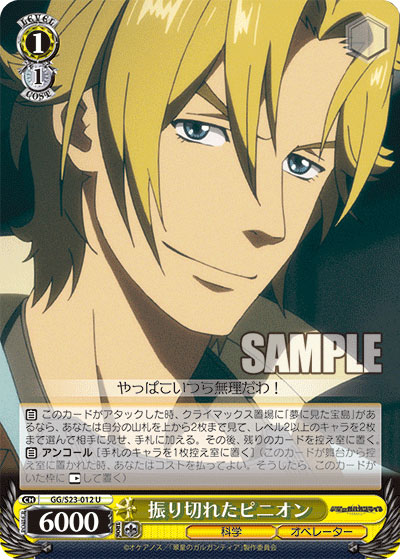 LEVEL
1
1
COST
SAMPLE
やっぱこいつら無理だわ！
【自】 このカードがアタックした時、クライマックス置場に「夢に見た宝島」があ
るなら、あなたは自分の山札を上から2枚まで見て、レベル2以上のキャラを2
枚まで選んで相手に見せ、手札に加える。その後、残りのカードを控え室に置く。
【自】 アンコール ［手札のキャラを1枚控え室に置く］ （このカードが舞台から控え
室に置かれた時、あなたはコストを払ってよい。そうしたら、このカードがい
た枠に［レスト］して置く）
CH
GG/S23-012 U
振り切れたピニオン
6000
科学
オペレーター
©オケアノス／「翠星のガルガンティア」製作委員会